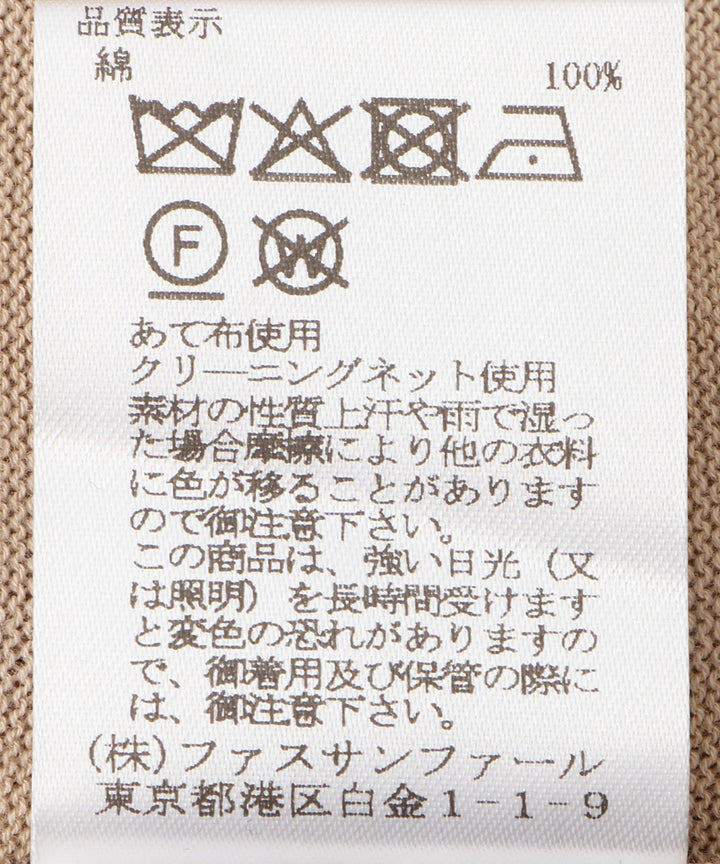 品質表示
綿 100%
F W
あて布使用
クリーニングネット使用
素材の性質上汗や雨で湿っ
た場合摩擦により他の衣料
に色が移ることがあります
ので御注意下さい。
この商品は、強い日光(又
は照明)を長時間受けます
と変色の恐れがありますの
で、御着用及び保管の際に
は、御注意下さい。
(株)ファスサンファール
東京都港区白金1-1-9